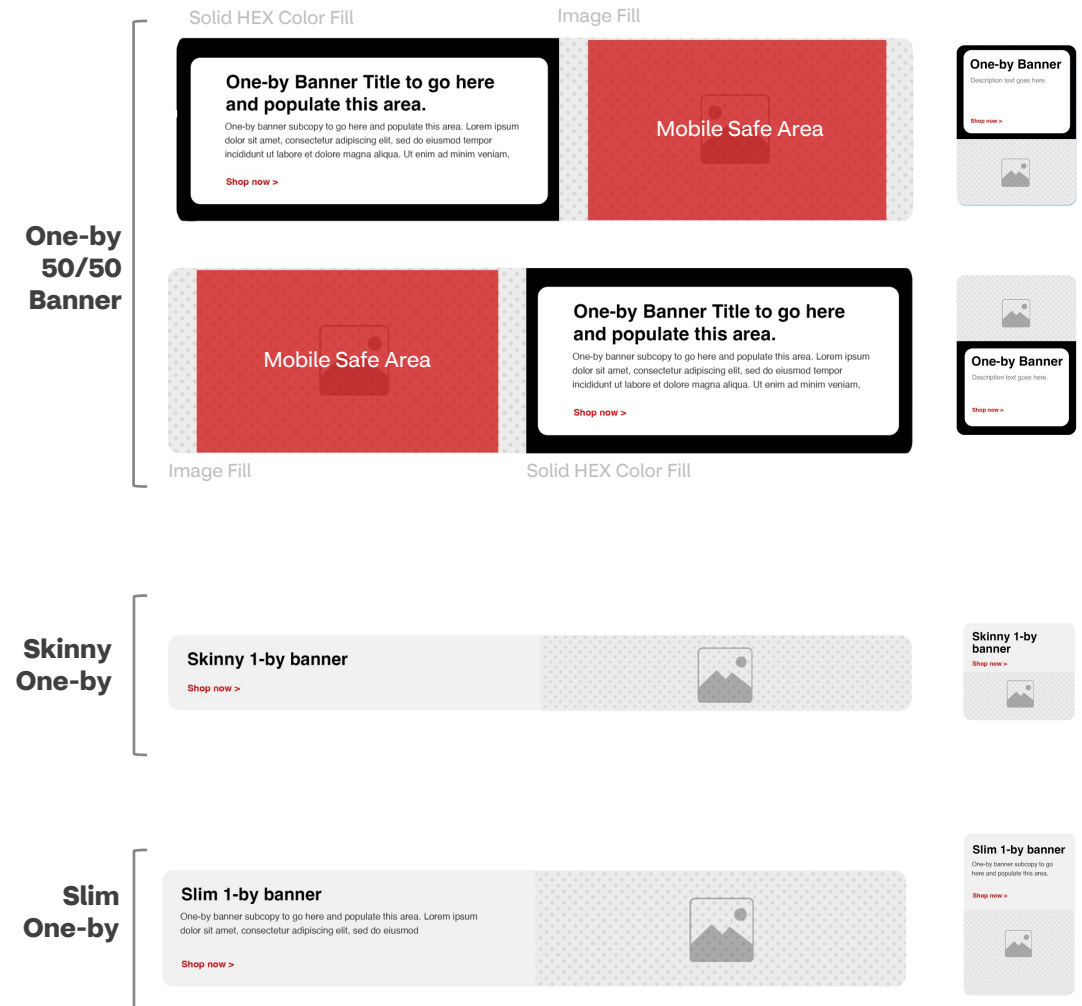 Solid HEX Color Fill
Image Fill
One-by Banner Title to go here
and populate this area.
One-by banner subcopy to go here and populate this area. Lorem ipsum
dolor sit amet, consectetur adipiscing elit, sed do eiusmod tempor
incididunt ut labore et dolore magna aliqua. Ut enim ad minim veniam,
Shop now >
Mobile Safe Area
One-by Banner
Description text goes here.
Shop now >
One-by
50/50
Banner
Mobile Safe Area
One-by Banner Title to go here
and populate this area.
One-by banner subcopy to go here and populate this area. Lorem ipsum
dolor sit amet, consectetur adipiscing elit, sed do eiusmod tempor
incididunt ut labore et dolore magna aliqua. Ut enim ad minim veniam,
Shop now >
One-by Banner
Description text goes here.
Shop now >
Image Fill
Solid HEX Color Fill
Skinny
One-by
Skinny 1-by banner
Shop now >
Skinny 1-by
banner
Shop now >
Slim
One-by
Slim 1-by banner
One-by banner subcopy to go here and populate this area. Lorem ipsum
dolor sit amet, consectetur adipiscing elit, sed do eiusmod
Shop now >
Slim 1-by banner
One-by banner subcopy to go
here and populate this area.
Shop now >